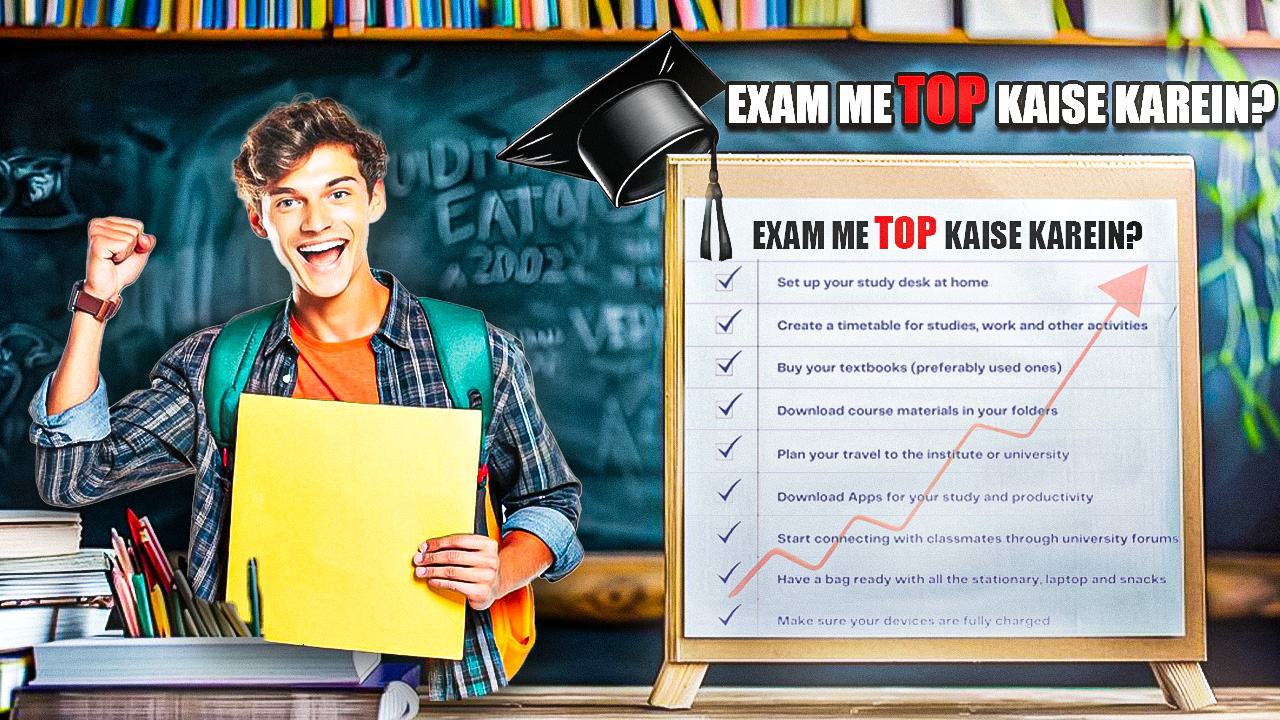 EXAM ME TOP KAISE KAREIN?
EXAM ME TOP KAISE KAREIN?
Set up your study desk at home
Create a timetable for studies, work and other activities
Buy your textbooks (preferably used ones)
Download course materials in your folders
Plan your travel to the institute or university
Download Apps for your study and productivity
Start connecting with classmates through university forums
Have a bag ready with all the stationary, laptop and snacks
Make sure your devices are fully charged
2002